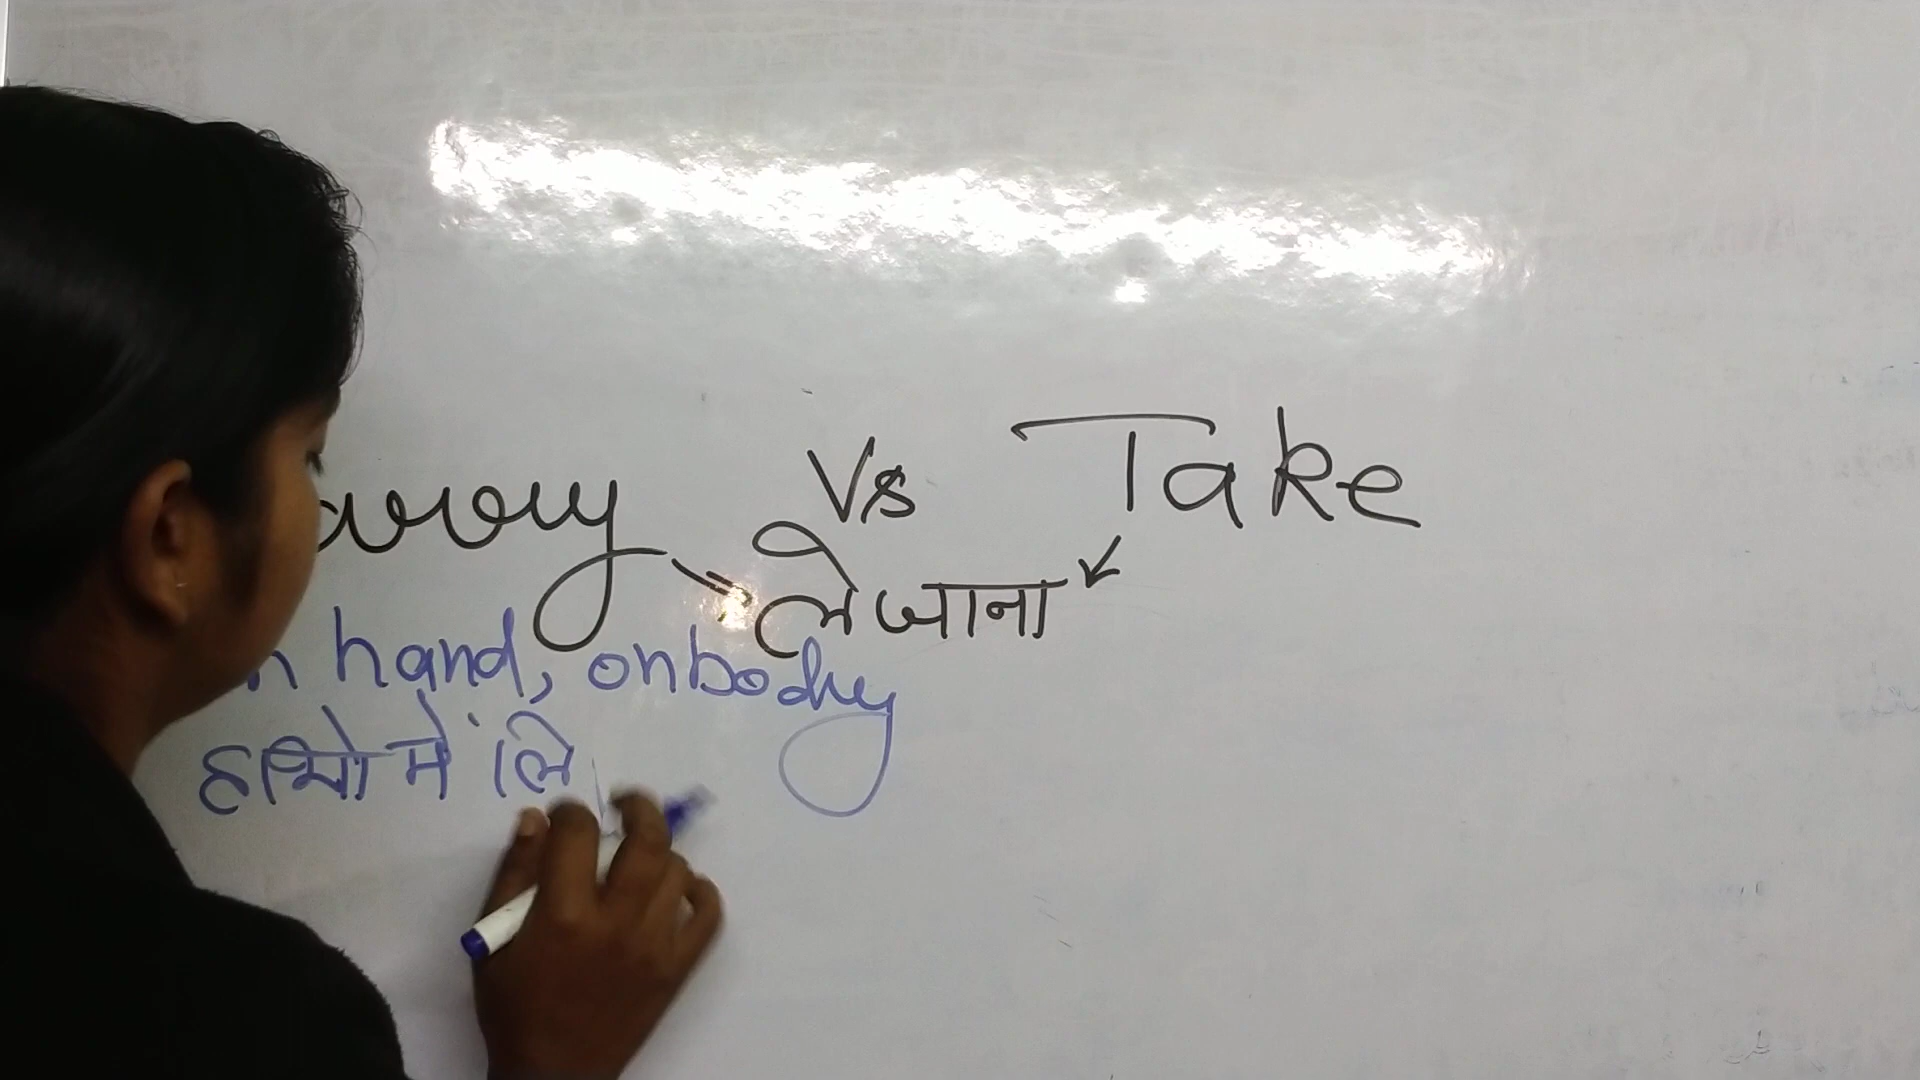 arry Vs Take
ले जाना
n hand, onbody
हाथो में लि